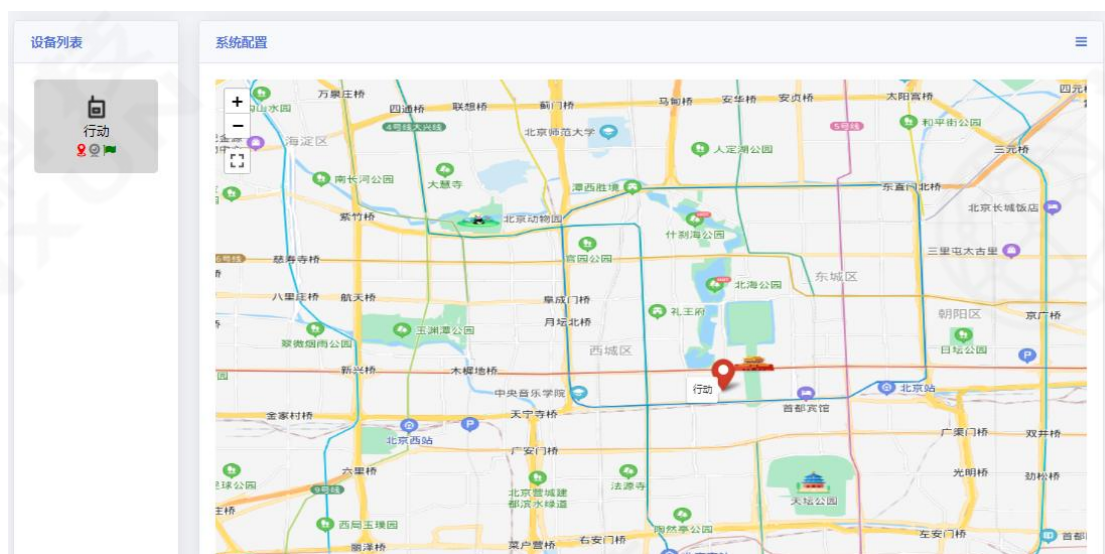 设备列表
系统配置
行动
+
−
万泉庄桥
四通桥
联想桥
蓟门桥
马甸桥
安华桥
安贞桥
太阳宫桥
4号线大兴线
北京师范大学
5号线
和平街公园
海淀区
人定湖公园
三元桥
南长河公园
大慧寺
潭西胜境
东直门北桥
紫竹桥
北京动物园
什刹海公园
北京长城饭店
慈寿寺桥
官园公园
三里屯太古里
6号线
东城区
北海公园
八里庄桥
航天桥
阜成门桥
礼王府
朝阳区
京广桥
玉渊潭公园
月坛北桥
翠微烟雨公园
西城区
日坛公园
新兴桥
木樨地桥
行动
北京站
中央音乐学院
首都宾馆
金家村桥
天宁寺桥
北京西站
广渠门桥
双井桥
广安门桥
六里桥
光明桥
劲松桥
9号线
北京营城建
都滨水绿道
法源寺
天坛公园
西局玉璞园
陶然亭公园
丽泽桥
菜户营桥
右安门桥
左安门桥
首都